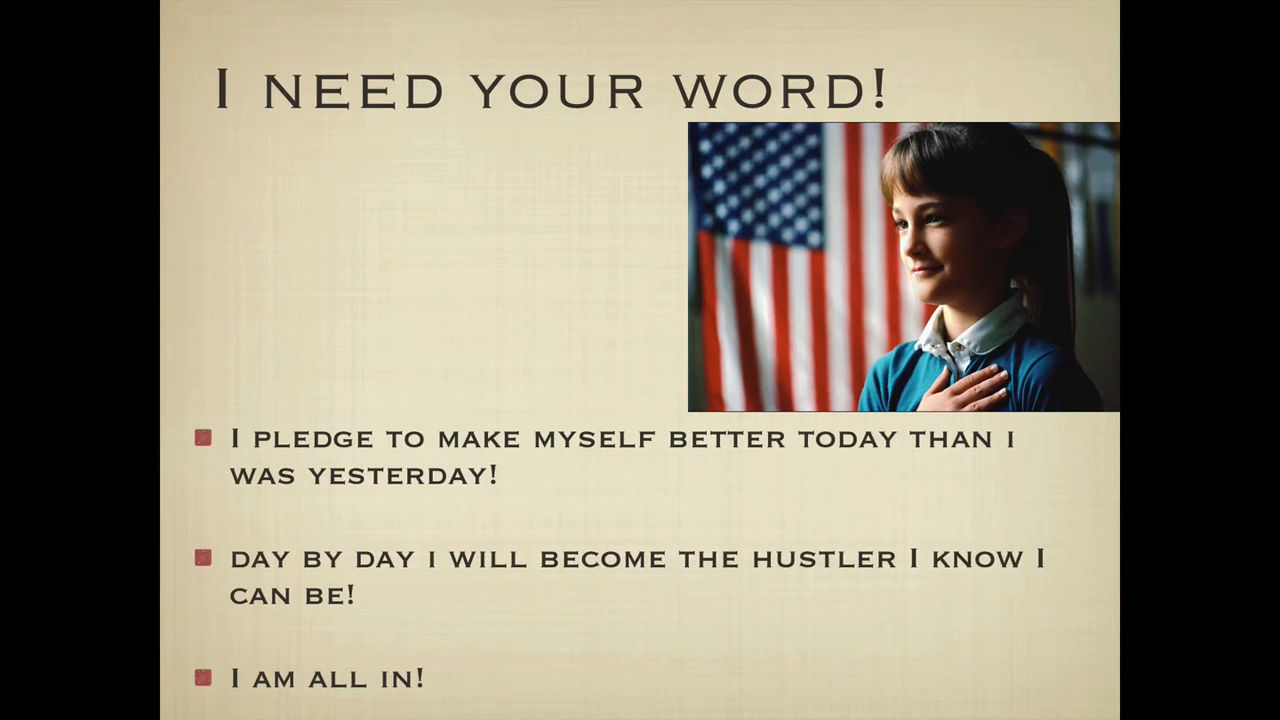 I NEED YOUR WORD!
I PLEDGE TO MAKE MYSELF BETTER TODAY THAN I
WAS YESTERDAY!
DAY BY DAY I WILL BECOME THE HUSTLER I KNOW I
CAN BE!
I AM ALL IN!